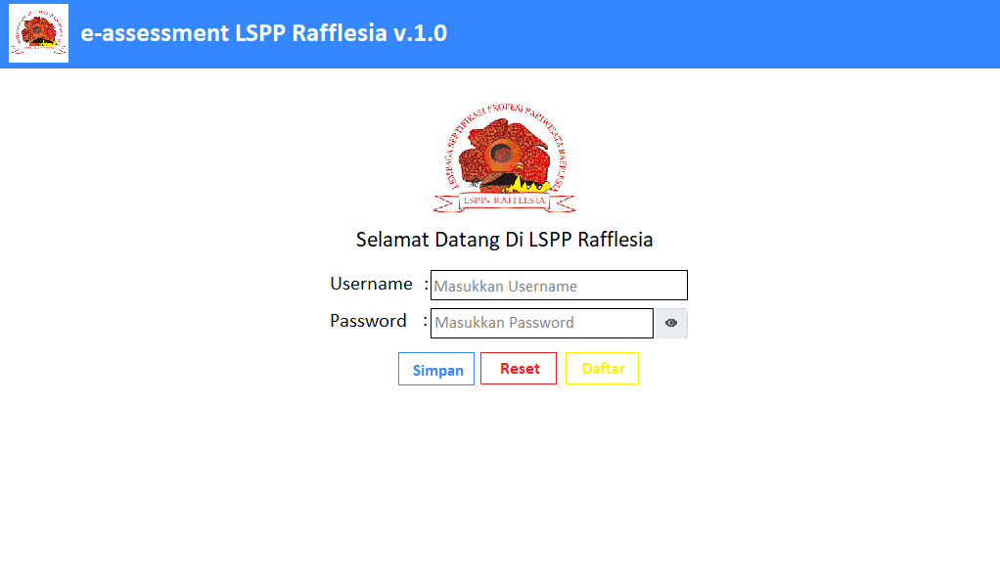 e-assessment LSPP Rafflesia v.1.0
LEMBAGA SERTIFIKASI PROFESI PARIWISATA RAFFLESIA
LSPP. RAFFLESIA
Selamat Datang Di LSPP Rafflesia
Username : Masukkan Username
Password : Masukkan Password
Simpan Reset Daftar